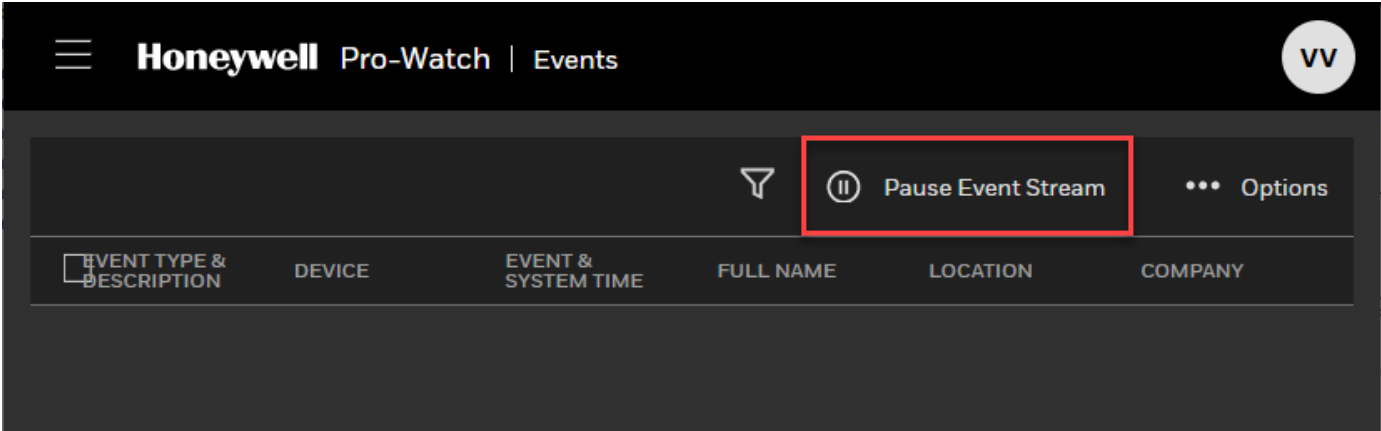 Honeywell Pro-Watch | Events
VV
Pause Event Stream
Options
EVENT TYPE &
DESCRIPTION
DEVICE
EVENT &
SYSTEM TIME
FULL NAME
LOCATION
COMPANY